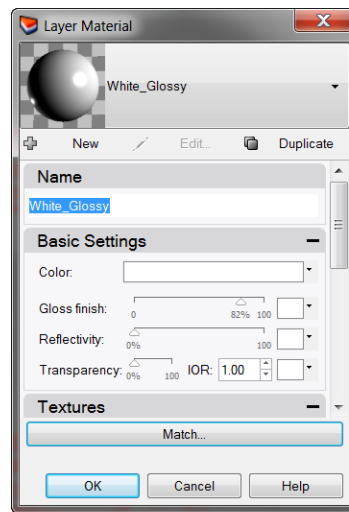 Layer Material
White_Glossy
New Edit... Duplicate
Name
White_Glossy
Basic Settings
Color:
Gloss finish: 0 82% 100
Reflectivity: 0% 100
Transparency: 0% 100 IOR: 1.00
Textures
Match...
OK Cancel Help